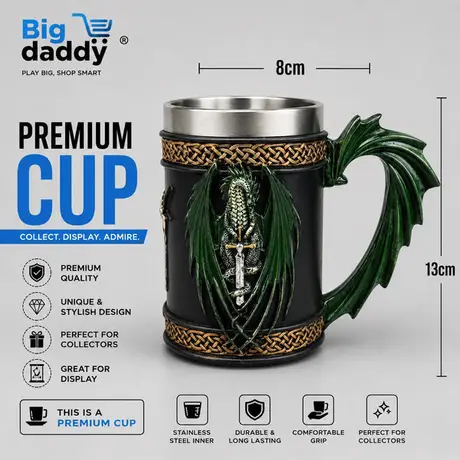 Big
daddy ®
PLAY BIG, SHOP SMART
8cm
PREMIUM
CUP
COLLECT. DISPLAY. ADMIRE.
PREMIUM
QUALITY
UNIQUE &
STYLISH DESIGN
PERFECT FOR
COLLECTORS
GREAT FOR
DISPLAY
THIS IS A
PREMIUM CUP
13cm
STAINLESS
STEEL INNER
DURABLE &
LONG LASTING
COMFORTABLE
GRIP
PERFECT FOR
COLLECTORS